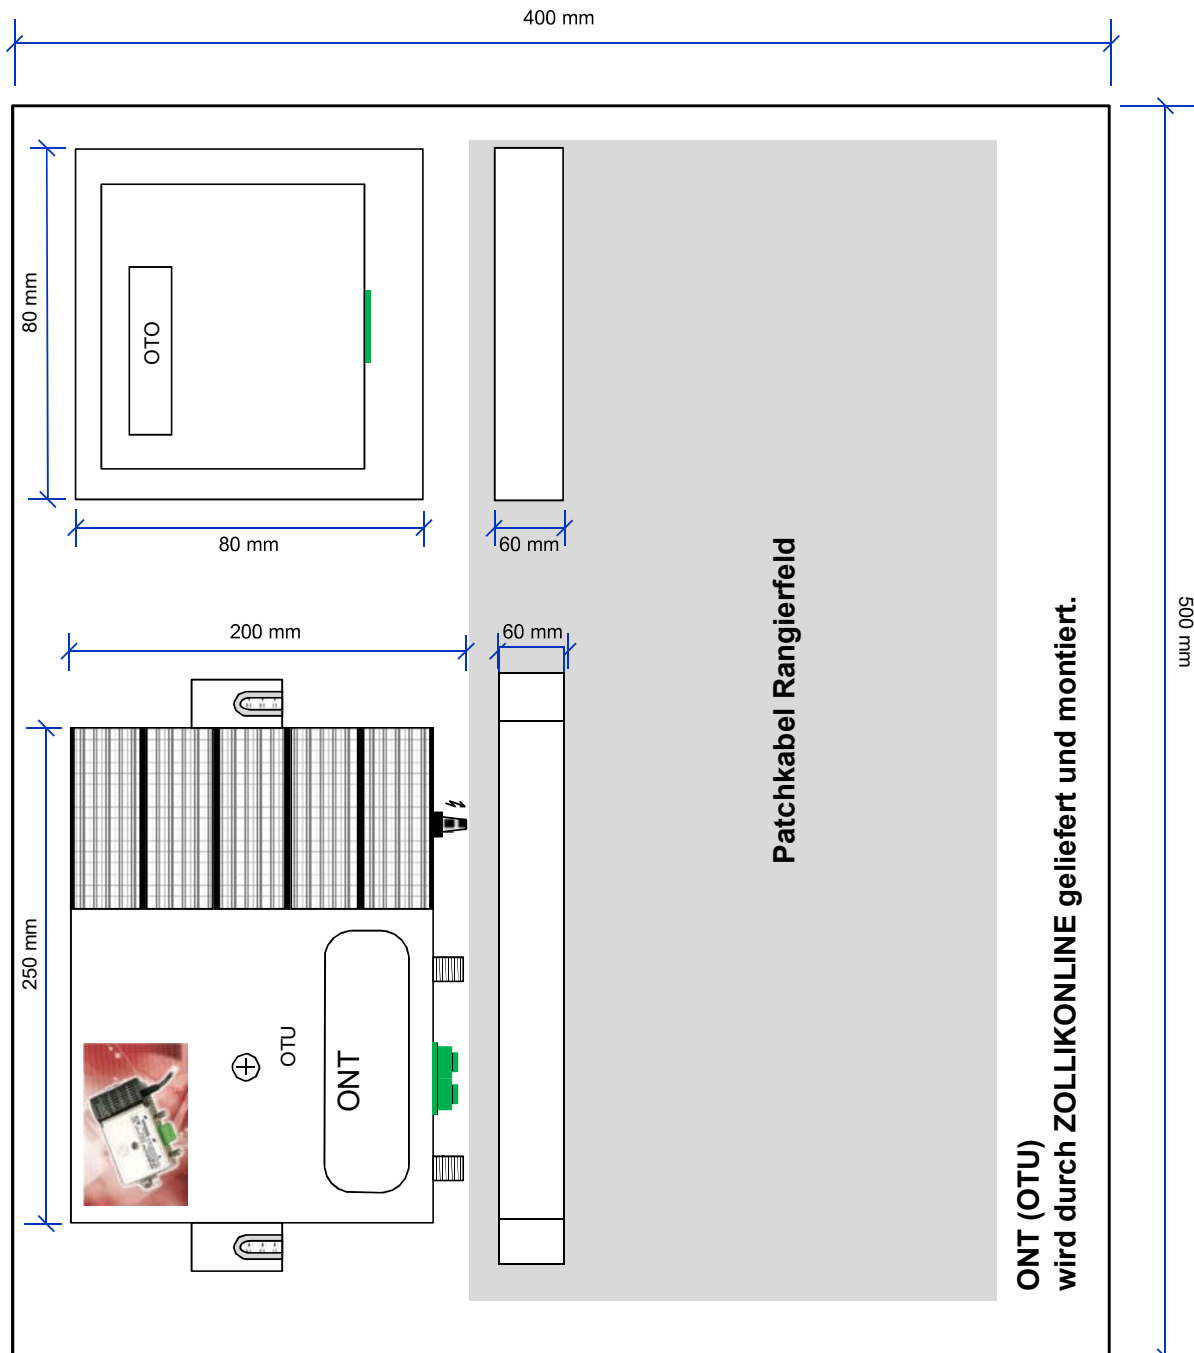 400 mm
80 mm
OTO
80 mm
60 mm
500 mm
Patchkabel Rangierfeld
200 mm
60 mm
250 mm
OTU
ONT
ONT (OTU)
wird durch ZOLLIKONLINE geliefert und montiert.